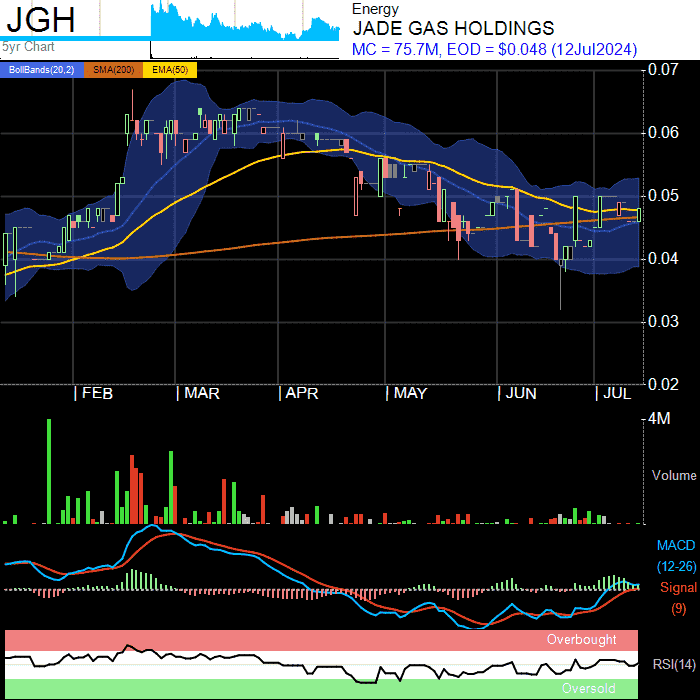 JGH
5yr Chart
Energy
JADE GAS HOLDINGS
MC = 75.7M, EOD = $0.048 (12Jul2024)
BollBands(20,2) SMA(200) EMA(50)
0.07
0.06
0.05
0.04
0.03
0.02
| FEB | MAR | APR | MAY | JUN | JUL
4M
Volume
MACD
(12-26)
Signal
(9)
Overbought
RSI(14)
Oversold